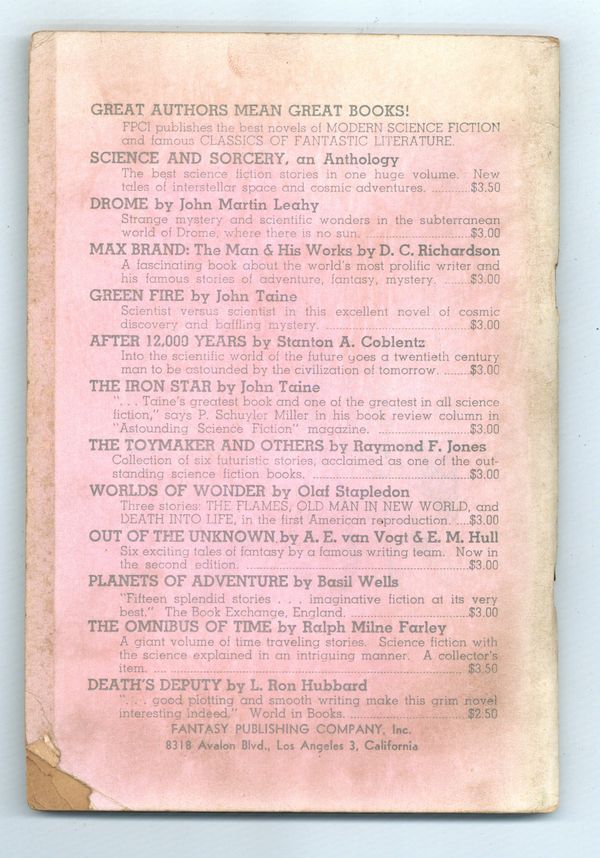 GREAT AUTHORS MEAN GREAT BOOKS!
FPCI publishes the best novels of MODERN SCIENCE FICTION
and famous CLASSICS OF FANTASTIC LITERATURE.
SCIENCE AND SORCERY, an Anthology
The best science fiction stories in one huge volume. New
tales of interstellar space and cosmic adventures. ..........$3.50
DROME by John Martin Leahy
Strange mystery and scientific wonders in the subterranean
world of Drome, where there is no sun. ..............................$3.00
MAX BRAND: The Man & His Works by D. C. Richardson
A fascinating book about the world's most prolific writer and
his famous stories of adventure, fantasy, mystery. .......$3.00
GREEN FIRE by John Taine
Scientist versus scientist in this excellent novel of cosmic
discovery and baffling mystery. ........................................$3.00
AFTER 12,000 YEARS by Stanton A. Coblentz
Into the scientific world of the future goes a twentieth century
man to be astounded by the civilization of tomorrow. ........$3.00
THE IRON STAR by John Taine
". . . Taine's greatest book and one of the greatest in all science
fiction," says P. Schuyler Miller in his book review column in
"Astounding Science Fiction" magazine. ............................$3.00
THE TOYMAKER AND OTHERS by Raymond F. Jones
Collection of six futuristic stories, acclaimed as one of the out-
standing science fiction books. ..........................................$3.00
WORLDS OF WONDER by Olaf Stapledon
Three stories: THE FLAMES, OLD MAN IN NEW WORLD, and
DEATH INTO LIFE, in the first American reproduction. ....$3.00
OUT OF THE UNKNOWN by A. E. van Vogt & E. M. Hull
Six exciting tales of fantasy by a famous writing team. Now in
the second edition. ..............................................................$3.00
PLANETS OF ADVENTURE by Basil Wells
"Fifteen splendid stories . . . imaginative fiction at its very
best." The Book Exchange, England. ................................$3.00
THE OMNIBUS OF TIME by Ralph Milne Farley
A giant volume of time traveling stories. Science fiction with
the science explained in an intriguing manner. A collector's
item. .... ................................................................................$3.50
DEATH'S DEPUTY by L. Ron Hubbard
". . . good plotting and smooth writing make this grim novel
interesting indeed." World in Books. ................................$2.50
FANTASY PUBLISHING COMPANY, Inc.
8318 Avalon Blvd., Los Angeles 3, California